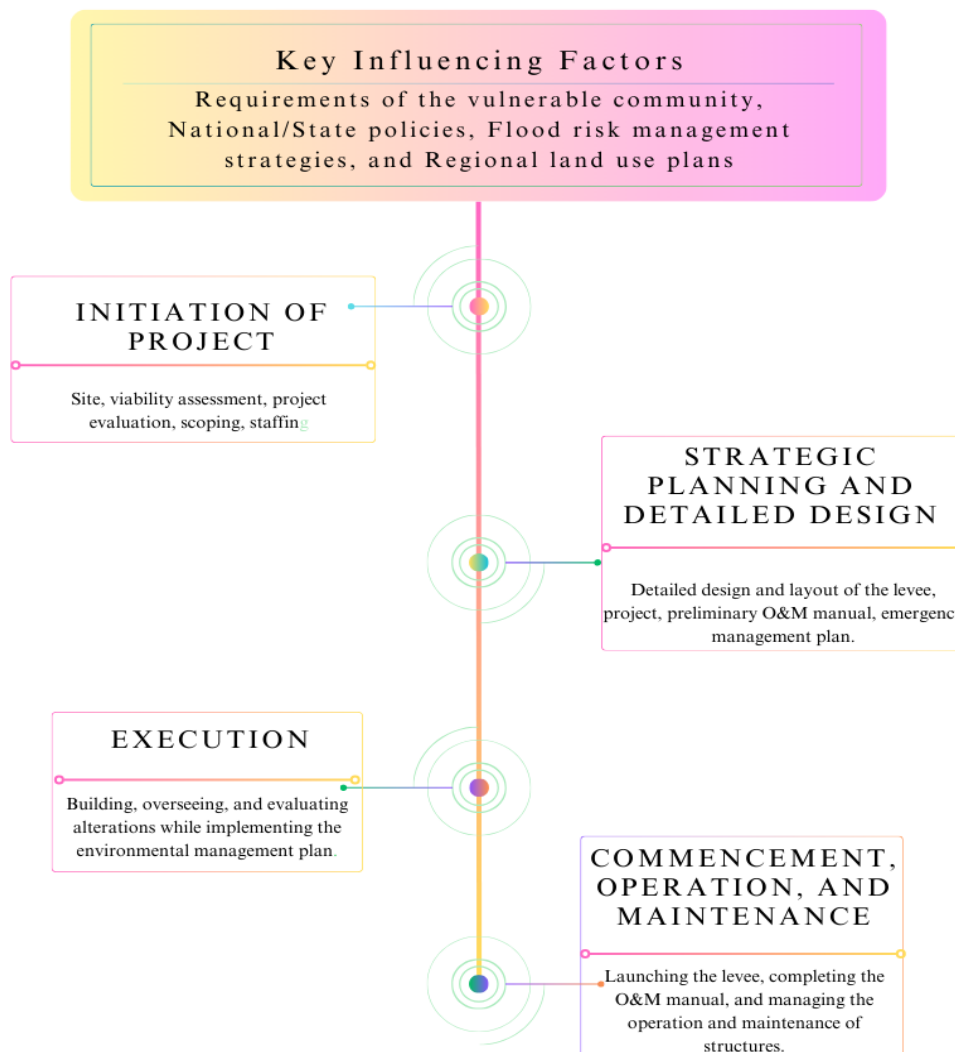 Key Influencing Factors
Requirements of the vulnerable community,
National/State policies, Flood risk management
strategies, and Regional land use plans
INITIATION OF
PROJECT
Site, viability assessment, project
evaluation, scoping, staffing
STRATEGIC
PLANNING AND
DETAILED DESIGN
Detailed design and layout of the levee,
project, preliminary O&M manual, emergenc
management plan.
EXECUTION
Building, overseeing, and evaluating
alterations while implementing the
environmental management plan.
COMMENCEMENT,
OPERATION, AND
MAINTENANCE
Launching the levee, completing the
O&M manual, and managing the
operation and maintenance of
structures.